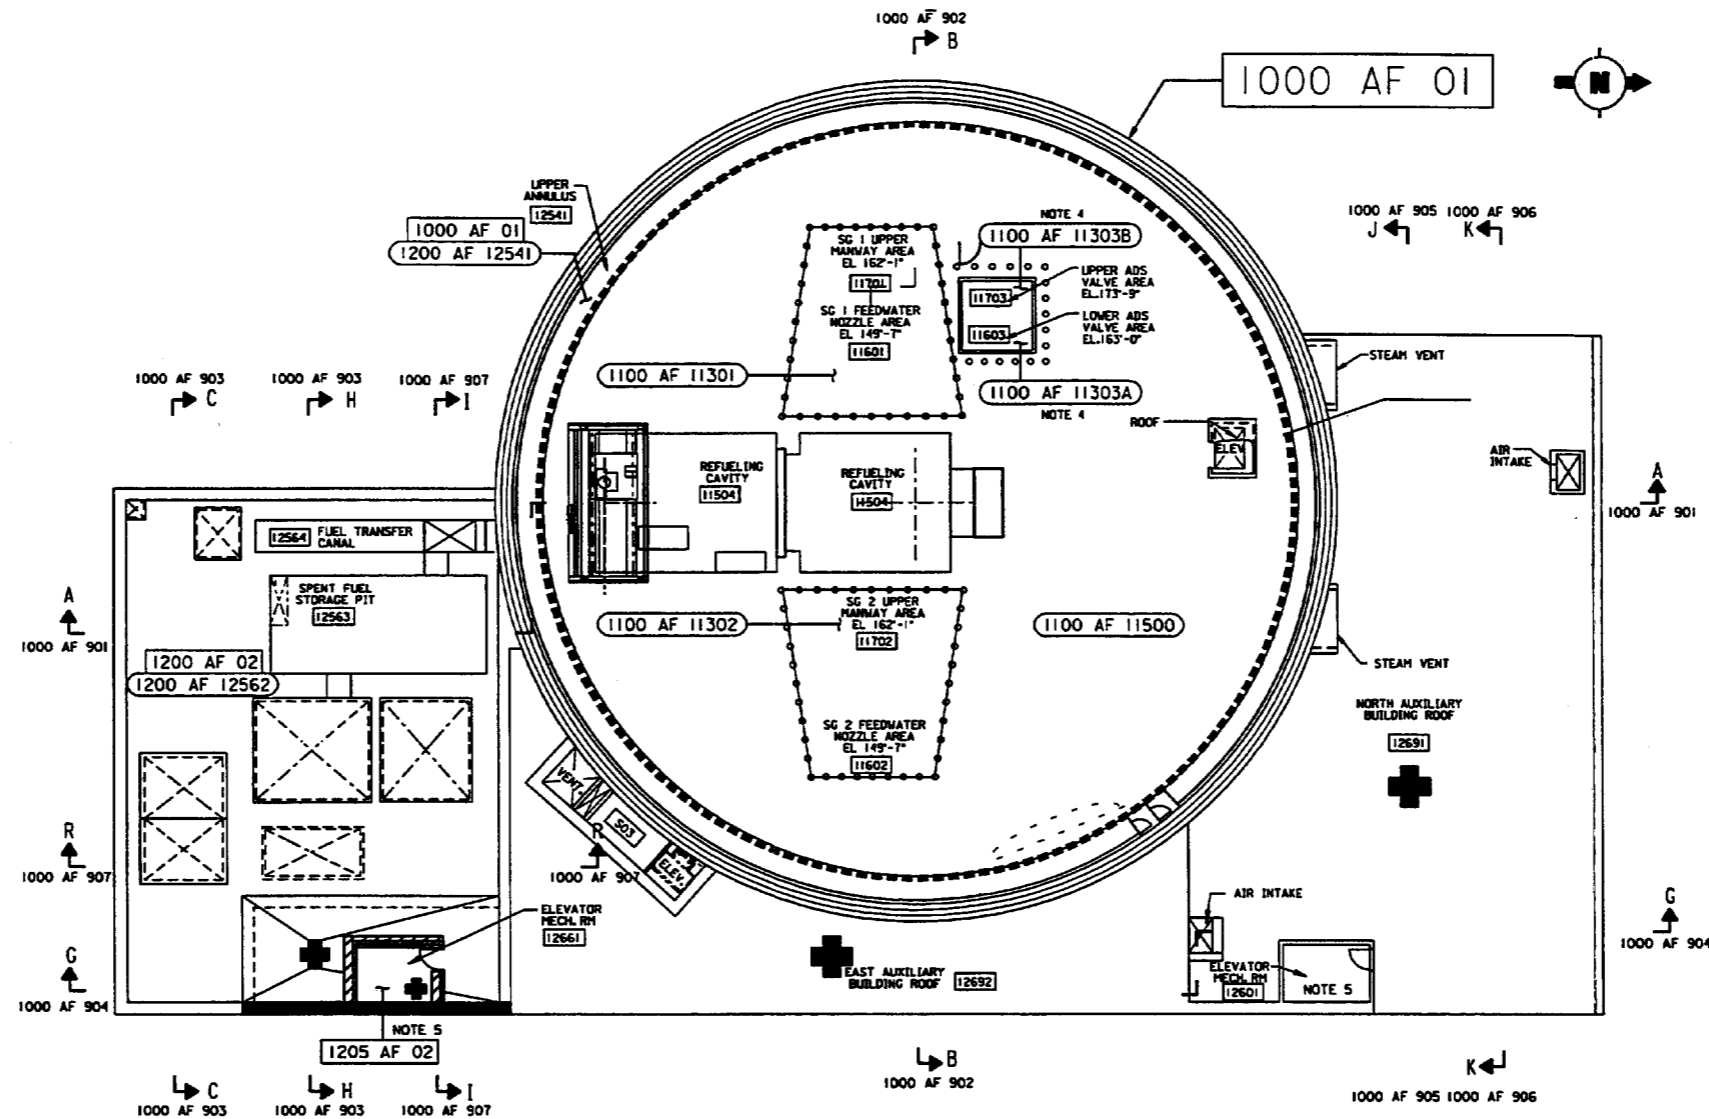 1000 AF 902
B
1000 AF 01
N
UPPER
ANNULUS
12541
1000 AF 01
1200 AF 12541
NOTE 4
1100 AF 11303B
1000 AF 905 1000 AF 906
J K
SG 1 UPPER
MANWAY AREA
EL 162'-1"
11701
SG 1 FEEDWATER
NOZZLE AREA
EL 149'-7"
11601
11703
UPPER ADS
VALVE AREA
EL.173'-9"
11603
LOWER ADS
VALVE AREA
EL.163'-0"
STEAM VENT
1100 AF 11301
1100 AF 11303A
NOTE 4
1000 AF 903
C
1000 AF 903
H
1000 AF 907
I
ROOF
ELEV
AIR
INTAKE
A
1000 AF 901
REFUELING
CAVITY
11504
REFUELING
CAVITY
11504
12564 FUEL TRANSFER
CANAL
SPENT FUEL
STORAGE PIT
12563
A
1000 AF 901
1200 AF 02
1200 AF 12562
1100 AF 11302
SG 2 UPPER
MANWAY AREA
EL 162'-1"
11702
1100 AF 11500
STEAM VENT
SG 2 FEEDWATER
NOZZLE AREA
EL 149'-7"
11602
NORTH AUXILIARY
BUILDING ROOF
12691
VENT.
S03
ELEV.
R
1000 AF 907
R
1000 AF 907
ELEVATOR
MECH. RM
12661
AIR INTAKE
G
1000 AF 904
G
1000 AF 904
EAST AUXILIARY
BUILDING ROOF
12692
ELEVATOR
MECH. RM
12601
NOTE 5
NOTE 5
1205 AF 02
C
1000 AF 903
H
1000 AF 903
I
1000 AF 907
B
1000 AF 902
K
1000 AF 905 1000 AF 906